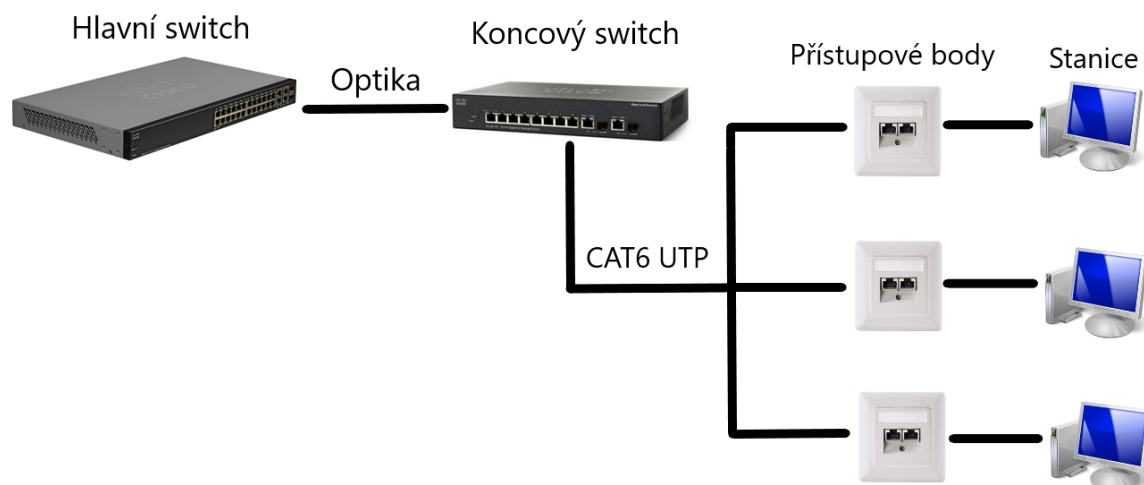 Hlavní switch
Koncový switch
Přístupové body
Stanice
Optika
CAT6 UTP